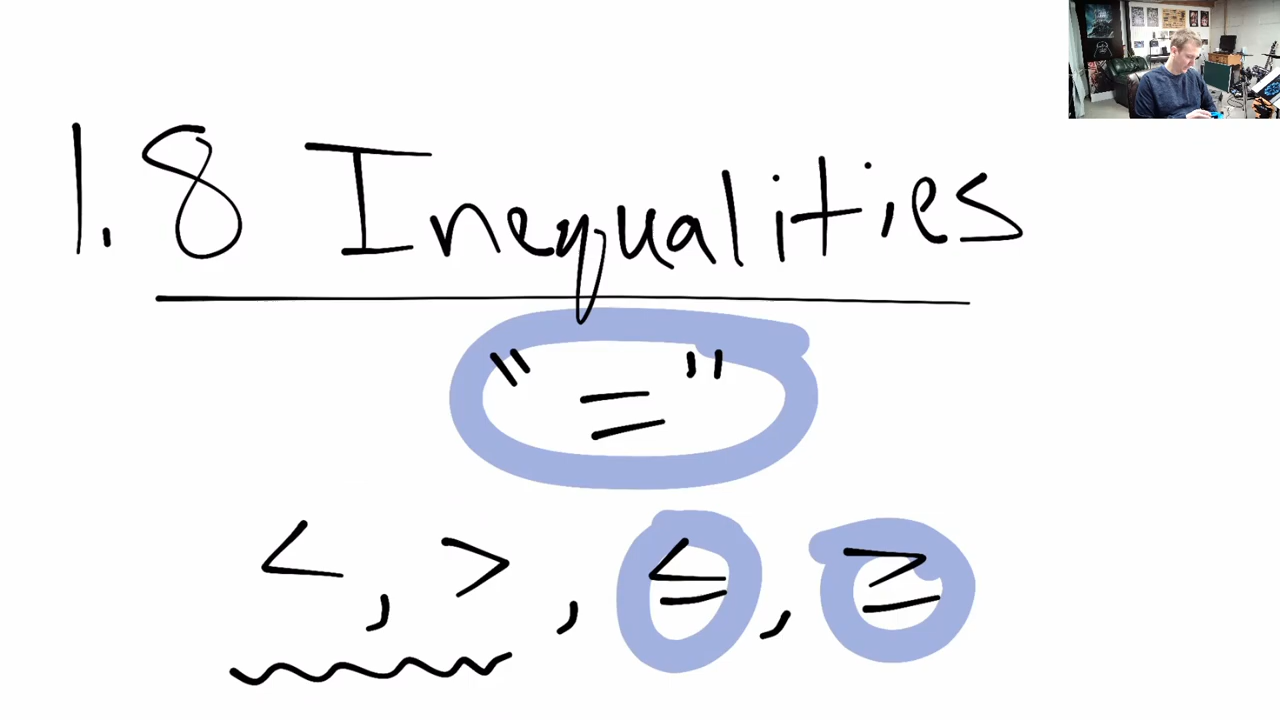 1.8 Inequalities
"="
<, >, ≤, ≥